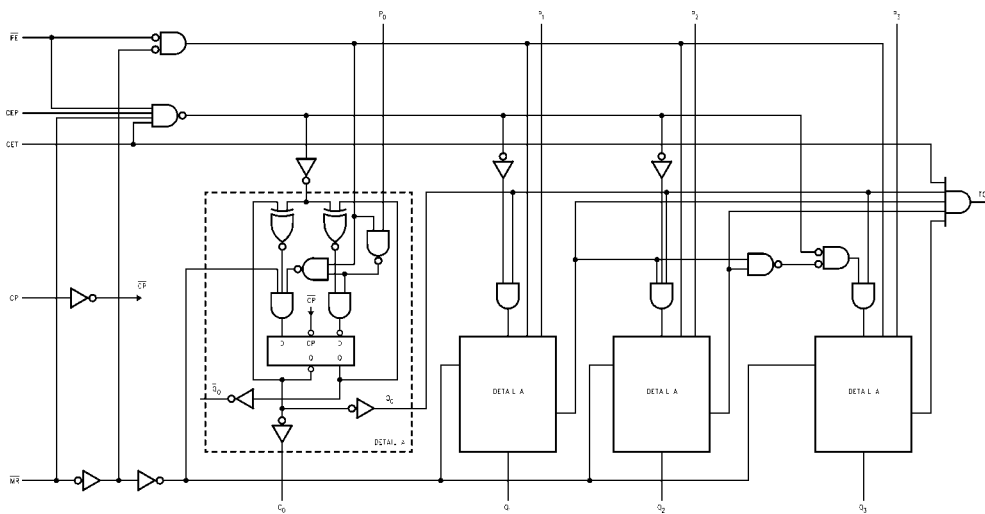 P0
P1
P2
P3
PE
CEP
CET
TC
CP
CP
CP
D CP D
Q Q
Q0
Q0
DETAIL A
DETAIL A
DETAIL A
DETAIL A
MR
Q0
Q2
Q3